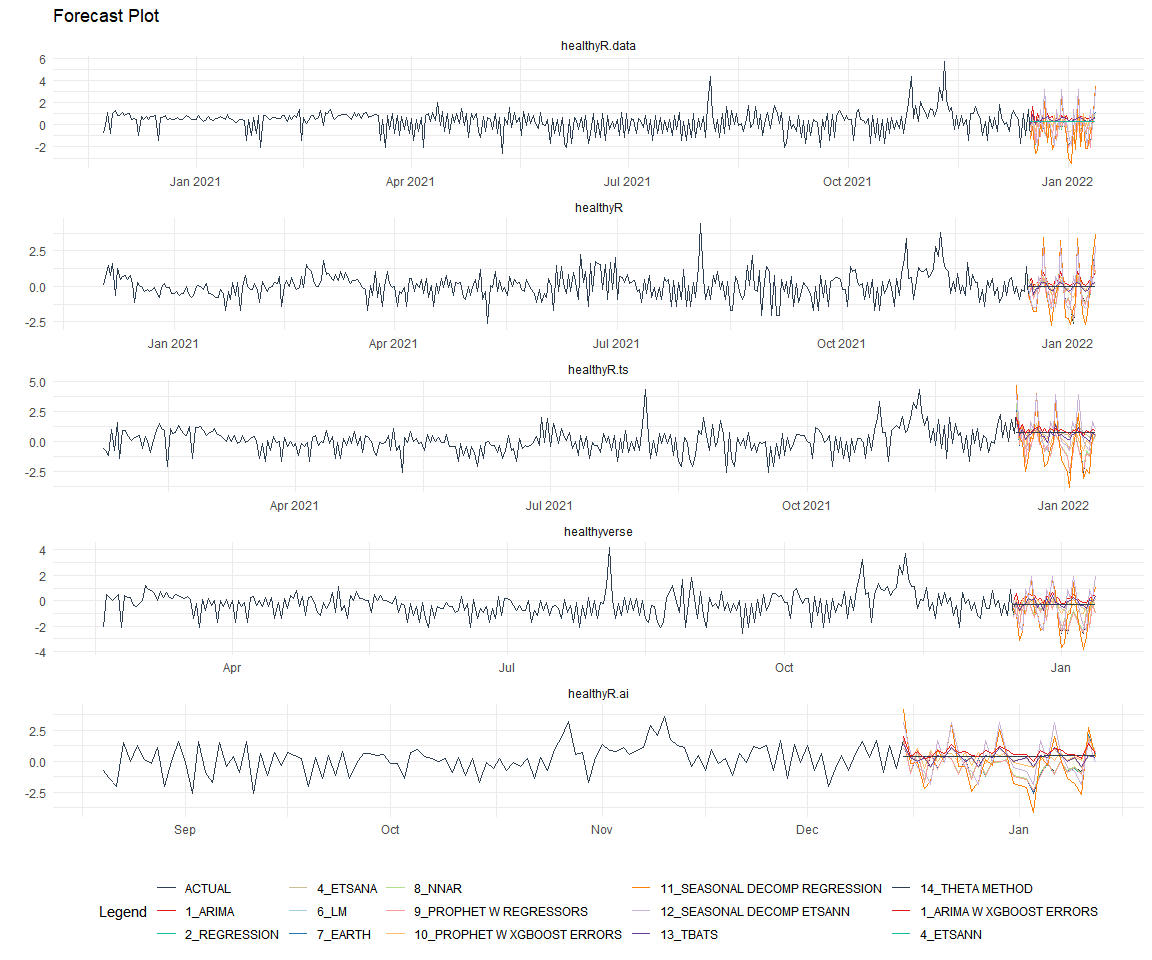 Forecast Plot
healthyR.data
6
4
2
0
-2
Jan 2021 Apr 2021 Jul 2021 Oct 2021 Jan 2022
healthyR
2.5
0.0
-2.5
Jan 2021 Apr 2021 Jul 2021 Oct 2021 Jan 2022
healthyR.ts
5.0
2.5
0.0
-2.5
Apr 2021 Jul 2021 Oct 2021 Jan 2022
healthyverse
4
2
0
-2
-4
Apr Jul Oct Jan
healthyR.ai
2.5
0.0
-2.5
Sep Oct Nov Dec Jan
ACTUAL 4_ETSANA 8_NNAR 11_SEASONAL DECOMP REGRESSION 14_THETA METHOD
Legend 1_ARIMA 6_LM 9_PROPHET W REGRESSORS 12_SEASONAL DECOMP ETSANN 1_ARIMA W XGBOOST ERRORS
2_REGRESSION 7_EARTH 10_PROPHET W XGBOOST ERRORS 13_TBATS 4_ETSANN